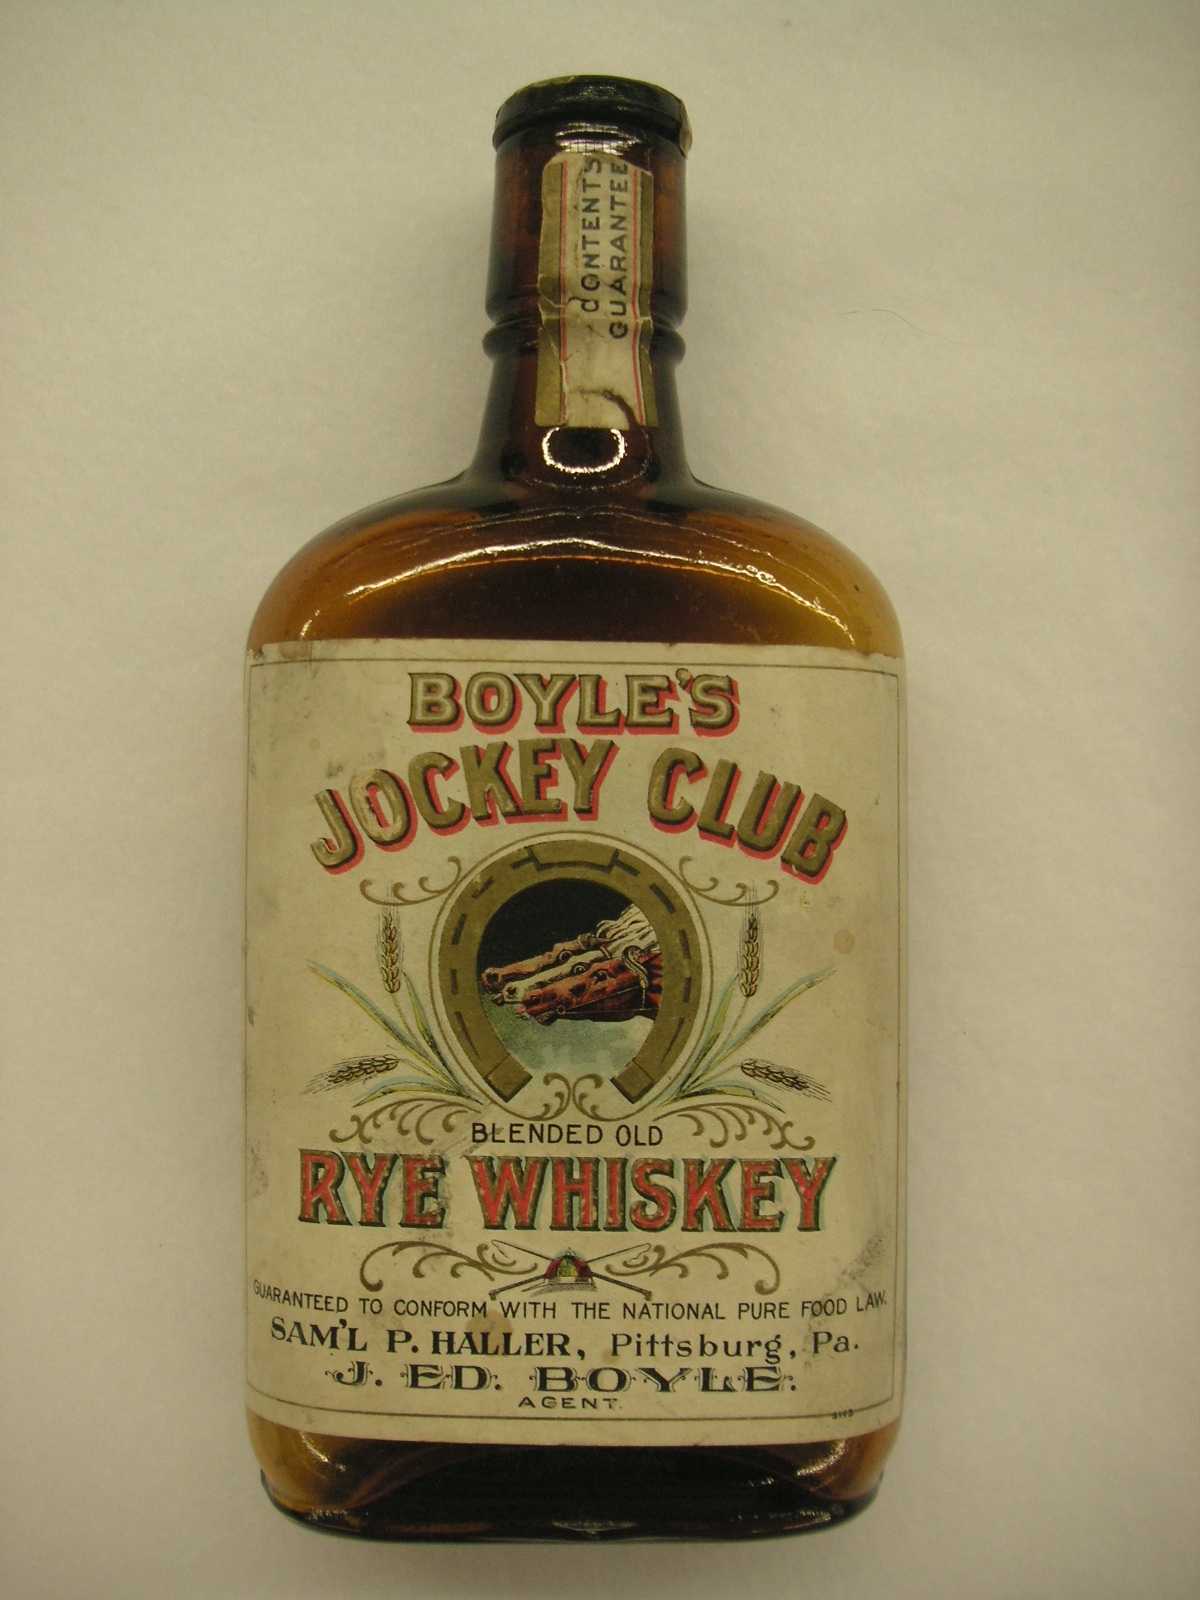 CONTENTS
GUARANTEE
BOYLE'S
JOCKEY CLUB
BLENDED OLD
RYE WHISKEY
GUARANTEED TO CONFORM WITH THE NATIONAL PURE FOOD LAW.
SAM'L P. HALLER, Pittsburg, Pa.
J. ED. BOYLE.
AGENT.